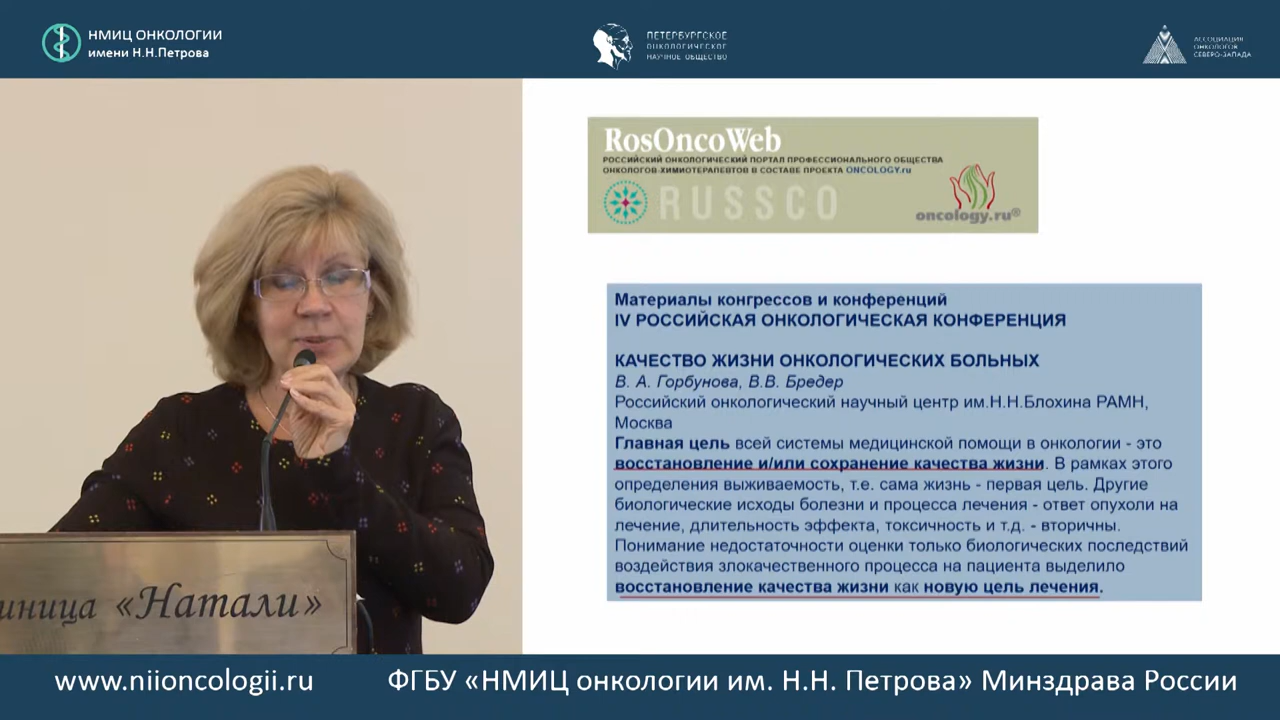 НМИЦ ОНКОЛОГИИ
имени Н.Н.Петрова
ПЕТЕРБУРГСКОЕ
ОНКОЛОГИЧЕСКОЕ
НАУЧНОЕ ОБЩЕСТВО
АССОЦИАЦИЯ
ОНКОЛОГОВ
СЕВЕРО-ЗАПАДА
RosOncoWeb
РОССИЙСКИЙ ОНКОЛОГИЧЕСКИЙ ПОРТАЛ ПРОФЕССИОНАЛЬНОГО ОБЩЕСТВА
ОНКОЛОГОВ-ХИМИОТЕРАПЕВТОВ В СОСТАВЕ ПРОЕКТА ONCOLOGY.ru
RUSSCO
oncology.ru®
Материалы конгрессов и конференций
IV РОССИЙСКАЯ ОНКОЛОГИЧЕСКАЯ КОНФЕРЕНЦИЯ
КАЧЕСТВО ЖИЗНИ ОНКОЛОГИЧЕСКИХ БОЛЬНЫХ
В. А. Горбунова, В.В. Бредер
Российский онкологический научный центр им.Н.Н.Блохина РАМН,
Москва
Главная цель всей системы медицинской помощи в онкологии - это
восстановление и/или сохранение качества жизни. В рамках этого
определения выживаемость, т.е. сама жизнь - первая цель. Другие
биологические исходы болезни и процесса лечения - ответ опухоли на
лечение, длительность эффекта, токсичность и т.д. - вторичны.
Понимание недостаточности оценки только биологических последствий
воздействия злокачественного процесса на пациента выделило
восстановление качества жизни как новую цель лечения.
иница «Натали»
www.niioncologii.ru
ФГБУ «НМИЦ онкологии им. Н.Н. Петрова» Минздрава России